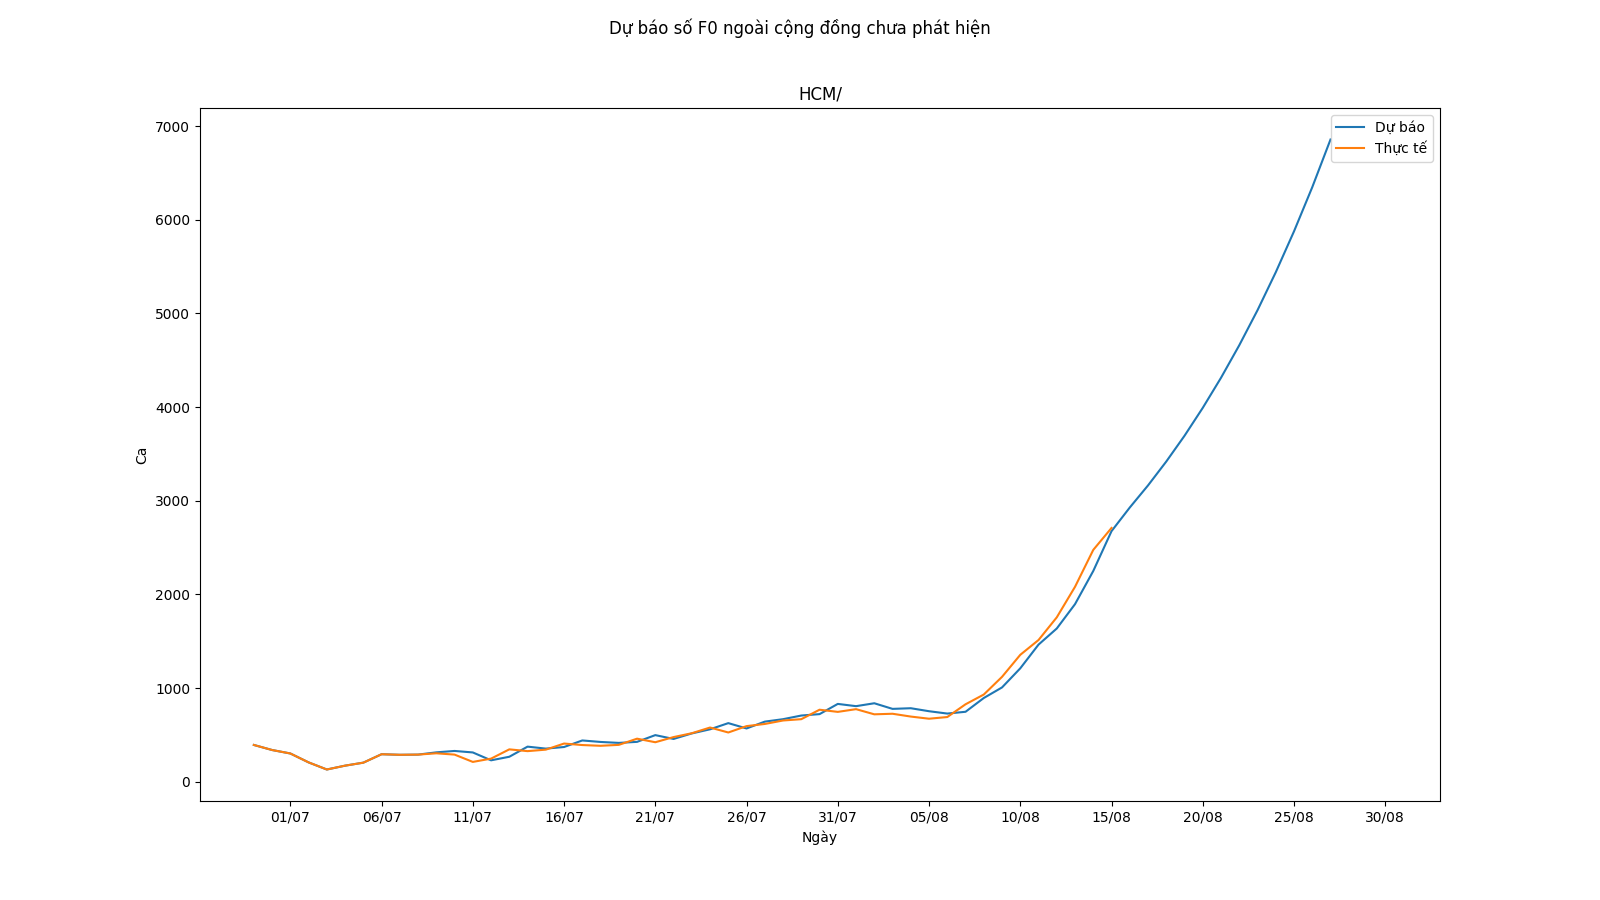 Dự báo số F0 ngoài cộng đồng chưa phát hiện
HCM/
Dự báo
Thực tế
7000
6000
5000
4000
3000
2000
1000
0
Ca
01/07 06/07 11/07 16/07 21/07 26/07 31/07 05/08 10/08 15/08 20/08 25/08 30/08
Ngày